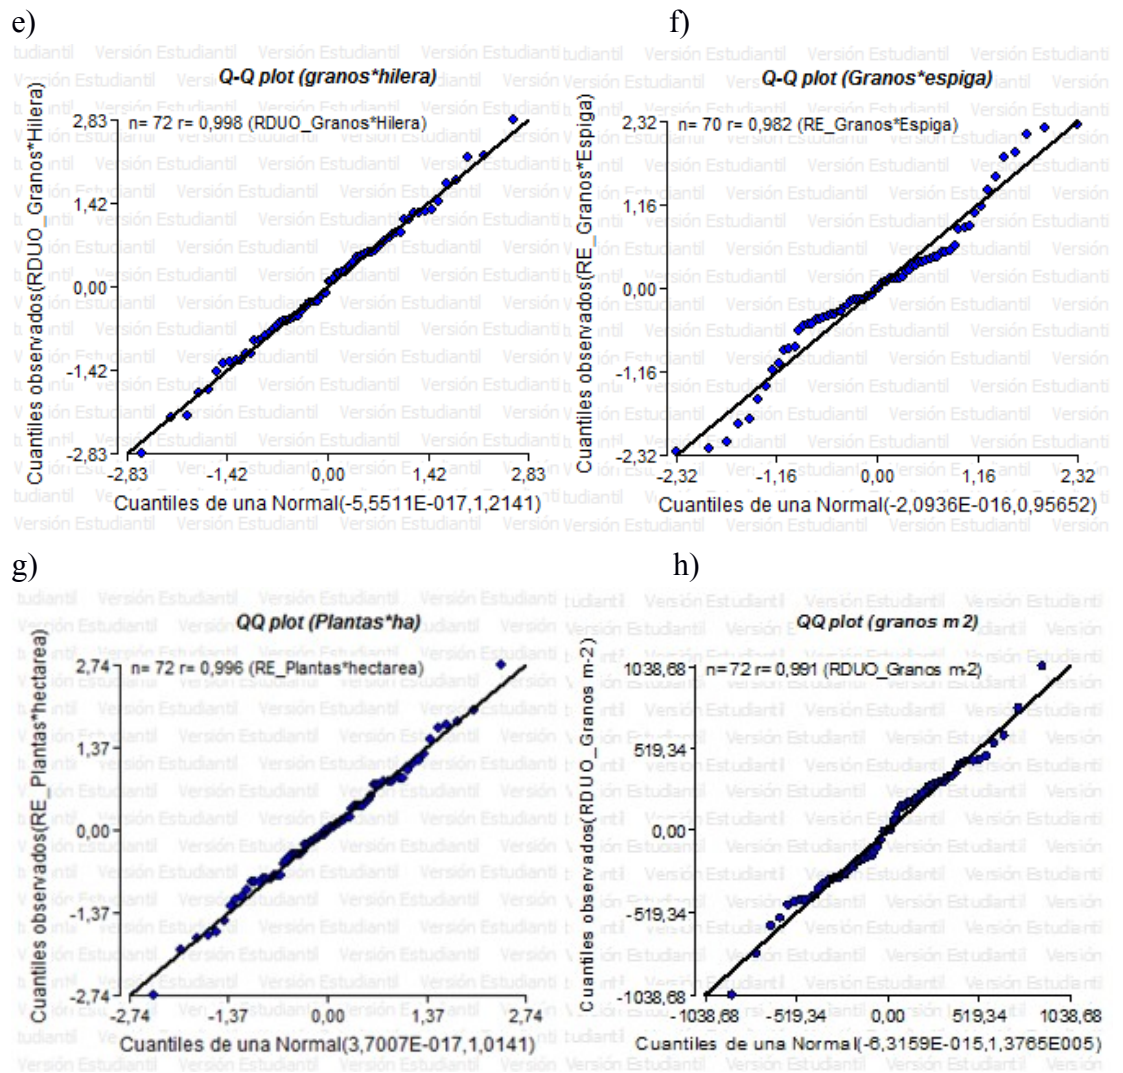 e)
f)
Q-Q plot (granos*hilera)
Cuantiles observados(RDUO_Granos*Hilera)
n= 72 r= 0,998 (RDUO_Granos*Hilera)
2,83
1,42
0,00
-1,42
-2,83
-2,83 -1,42 0,00 1,42 2,83
Cuantiles de una Normal(-5,5511E-017,1,2141)
Q-Q plot (Granos*espiga)
Cuantiles observados(RE_Granos*Espiga)
n= 70 r= 0,982 (RE_Granos*Espiga)
2,32
1,16
0,00
-1,16
-2,32
-2,32 -1,16 0,00 1,16 2,32
Cuantiles de una Normal(-2,0936E-016,0,95652)
g)
h)
QQ plot (Plantas*ha)
Cuantiles observados(RE_Plantas*hectarea)
n= 72 r= 0,996 (RE_Plantas*hectarea)
2,74
1,37
0,00
-1,37
-2,74
-2,74 -1,37 0,00 1,37 2,74
Cuantiles de una Normal(3,7007E-017,1,0141)
QQ plot (granos m 2)
Cuantiles observados(RDUO_Granos m-2)
n= 72 r= 0,991 (RDUO_Granos m-2)
1038,68
519,34
0,00
-519,34
-1038,68
-1038,68 -519,34 0,00 519,34 1038,68
Cuantiles de una Normal(-6,3159E-015,1,3765E005)
Versión Estudiantil